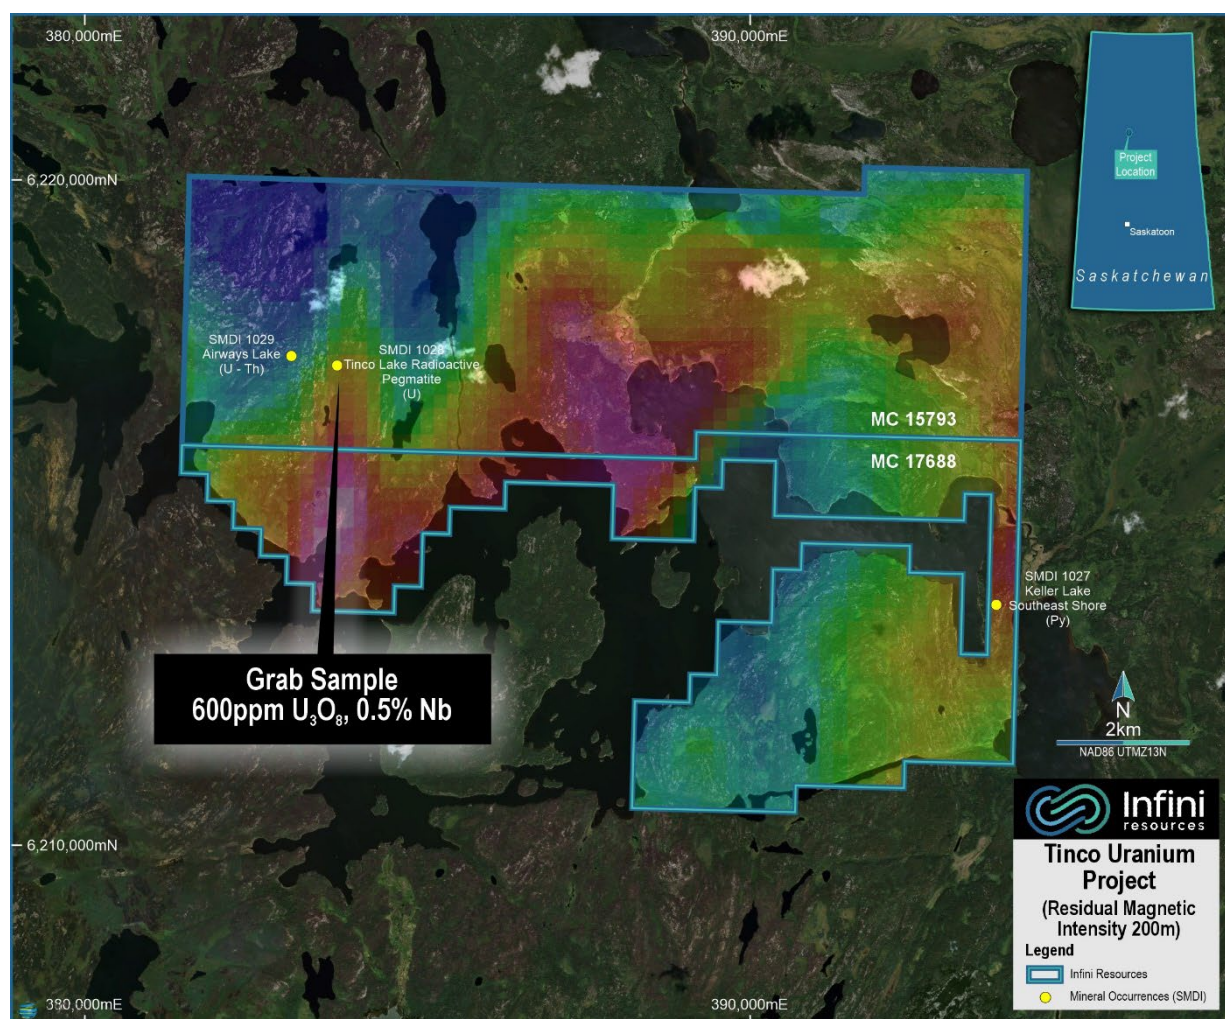 380,000mE
390,000mE
6,220,000mN
Project
Location
Saskatoon
Saskatchewan
SMDI 1029
Airways Lake
(U - Th)
SMDI 1028
Tinco Lake Radioactive
Pegmatite
(U)
MC 15793
MC 17688
SMDI 1027
Keller Lake
Southeast Shore
(Py)
Grab Sample
600ppm U₃O₈, 0.5% Nb
N
2km
NAD86 UTMZ13N
6,210,000mN
Infini
resources
Tinco Uranium
Project
(Residual Magnetic
Intensity 200m)
Legend
Infini Resources
Mineral Occurrences (SMDI)
380,000mE
390,000mE